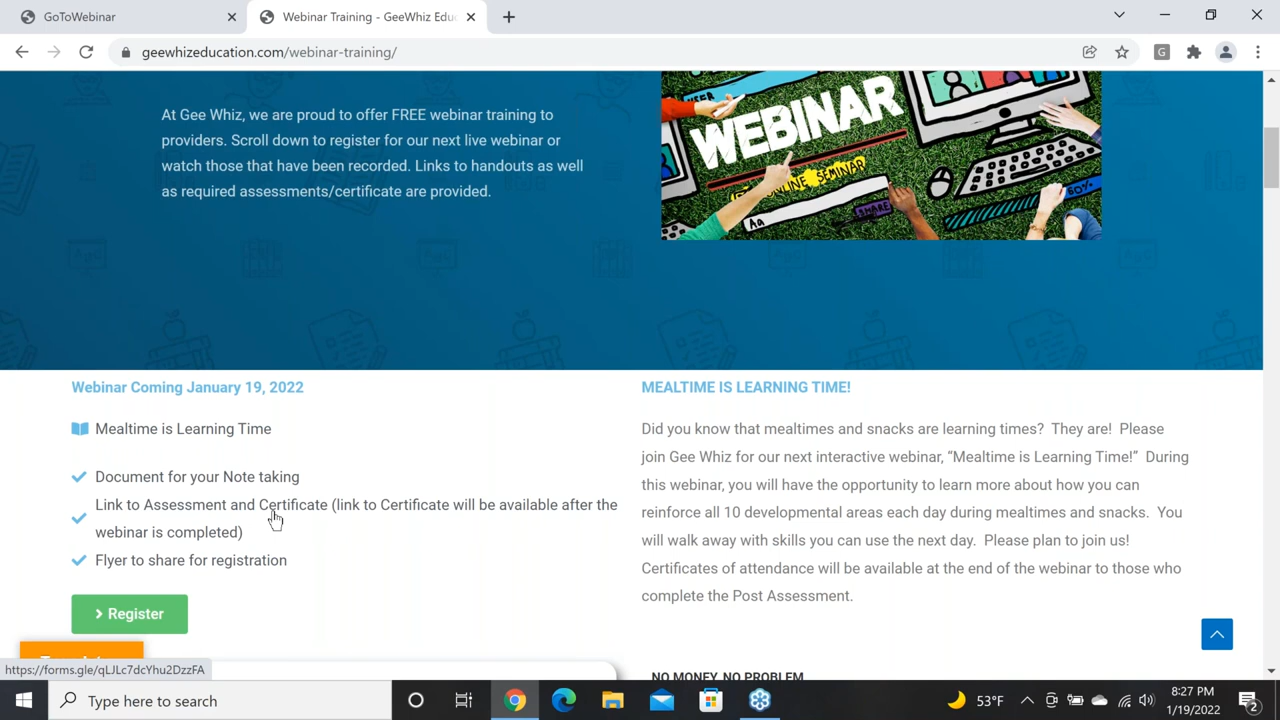 GoToWebinar
Webinar Training - GeeWhiz Educ
geewhizeducation.com/webinar-training/
G
At Gee Whiz, we are proud to offer FREE webinar training to
providers. Scroll down to register for our next live webinar or
watch those that have been recorded. Links to handouts as well
as required assessments/certificate are provided.
USER
WEBINAR
ONLINE SEMINAR
SHARE
Aa
50%
Webinar Coming January 19, 2022
Mealtime is Learning Time
Document for your Note taking
Link to Assessment and Certificate (link to Certificate will be available after the
webinar is completed)
Flyer to share for registration
Register
MEALTIME IS LEARNING TIME!
Did you know that mealtimes and snacks are learning times? They are! Please
join Gee Whiz for our next interactive webinar, “Mealtime is Learning Time!” During
this webinar, you will have the opportunity to learn more about how you can
reinforce all 10 developmental areas each day during mealtimes and snacks. You
will walk away with skills you can use the next day. Please plan to join us!
Certificates of attendance will be available at the end of the webinar to those who
complete the Post Assessment.
NO MONEY, NO PROBLEM
https://forms.gle/qLJLc7dcYhu2DzzFA
Type here to search
53°F
8:27 PM
1/19/2022
2